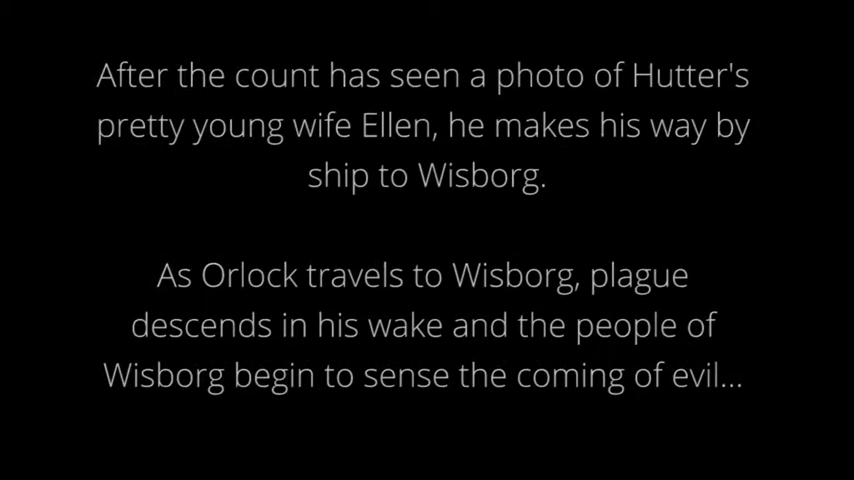 After the count has seen a photo of Hutter's
pretty young wife Ellen, he makes his way by
ship to Wisborg.
As Orlock travels to Wisborg, plague
descends in his wake and the people of
Wisborg begin to sense the coming of evil...